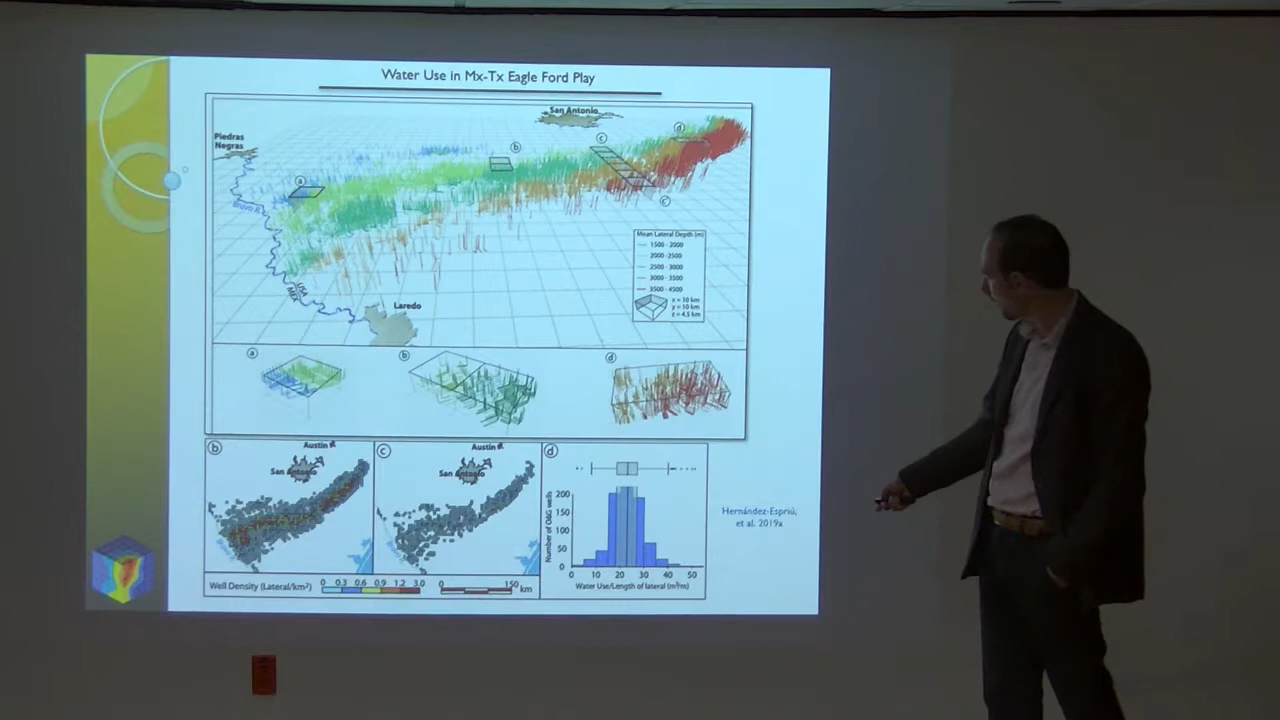 Water Use in Mx-Tx Eagle Ford Play
San Antonio
Piedras
Negras
a
b
c
d
c'
Bravo R.
USA
MX
Laredo
Mean Lateral Depth (m)
1500 - 2000
2000 - 2500
2500 - 3000
3000 - 3500
3500 - 4500
x = 10 km
y = 10 km
z = 4.5 km
a
b
d
b
Austin
San Antonio
c
Austin
San Antonio
d
Number of O&G wells
200
150
100
50
0
0 10 20 30 40 50
Water Use/Length of lateral (m³/m)
Well Density (Lateral/km²)
0 0.3 0.6 0.9 1.2 3.0
0 150
km
Hernández-Espriú,
et al. 2019a